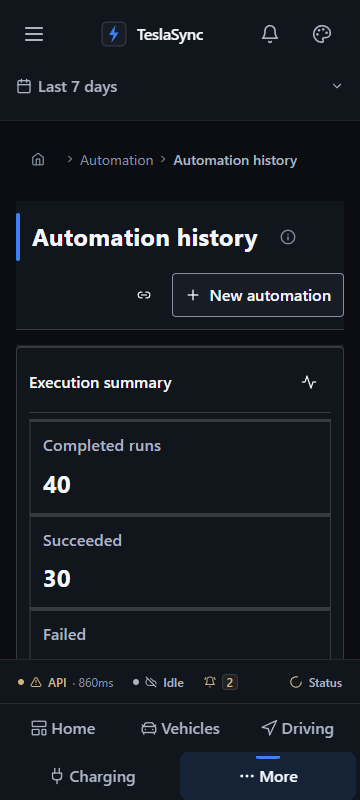 TeslaSync
Last 7 days
Automation
Automation history
Automation history
New automation
Execution summary
Completed runs
40
Succeeded
30
Failed
API · 860ms
Idle
2
Status
Home
Vehicles
Driving
Charging
More